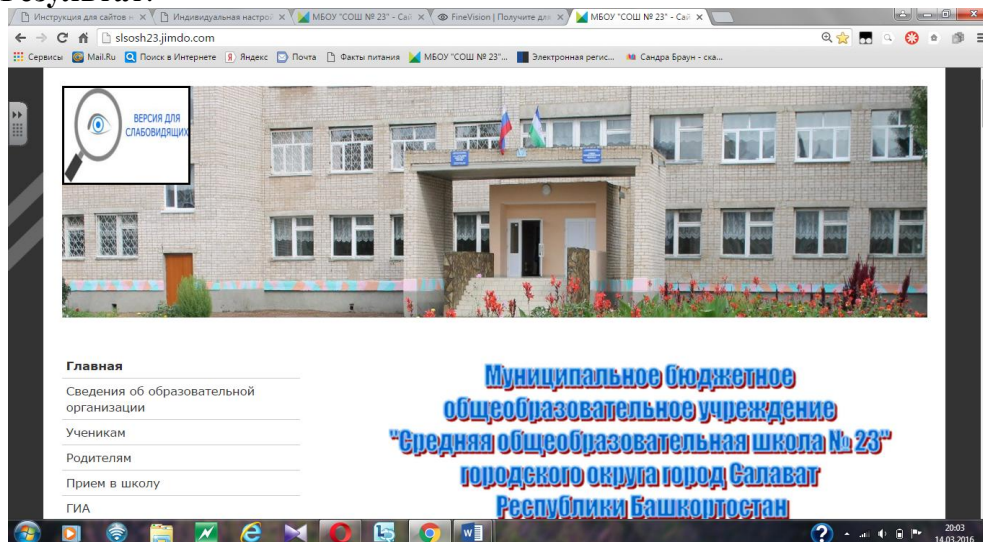 Результат:
Инструкция для сайтов н
Индивидуальная настрой
МБОУ "СОШ № 23" - Сай
FineVision | Получите для
МБОУ "СОШ № 23" - Сай
slsosh23.jimdo.com
Сервисы
Mail.Ru
Поиск в Интернете
Яндекс
Почта
Факты питания
МБОУ "СОШ № 23"...
Электронная регис...
Сандра Браун - ска...
ВЕРСИЯ ДЛЯ
СЛАБОВИДЯЩИХ
Главная
Сведения об образовательной
организации
Ученикам
Родителям
Прием в школу
ГИА
Муниципальное бюджетное
общеобразовательное учреждение
"Средняя общеобразовательная школа № 23"
городского округа город Салават
Республики Башкортостан
20:03
14.03.2016